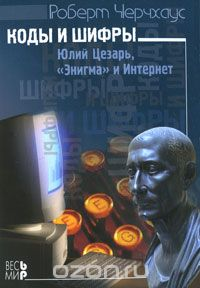 Роберт Черчхаус
КОДЫ И ШИФРЫ
Юлий Цезарь,
«Энигма» и Интернет
ВЕСЬ
МИР
ozon.ru